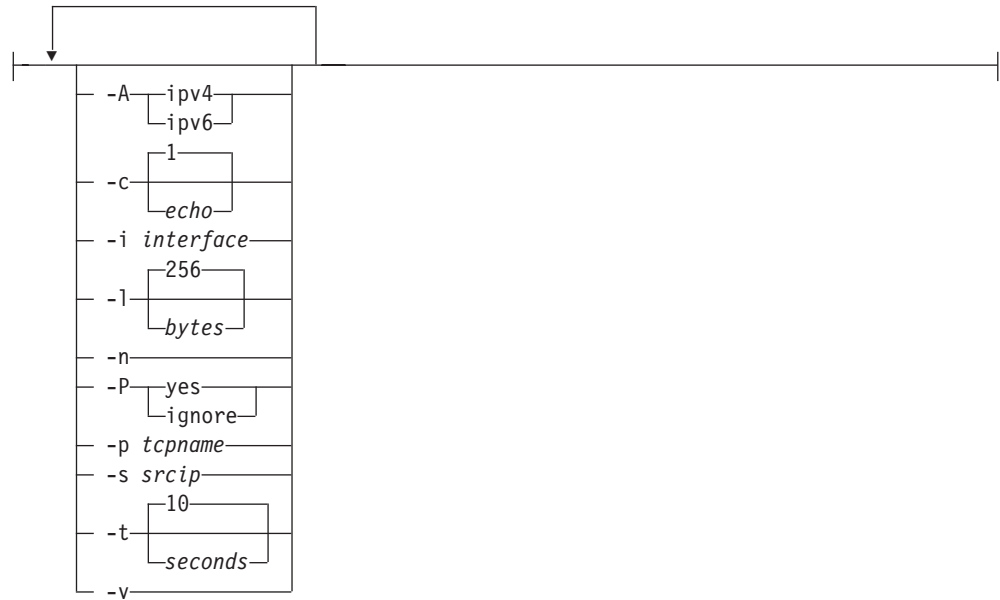 -A ipv4
ipv6
1
-c
echo
-i interface
256
-l
bytes
-n
-P yes
ignore
-p tcpname
-s srcip
10
-t
seconds
-v